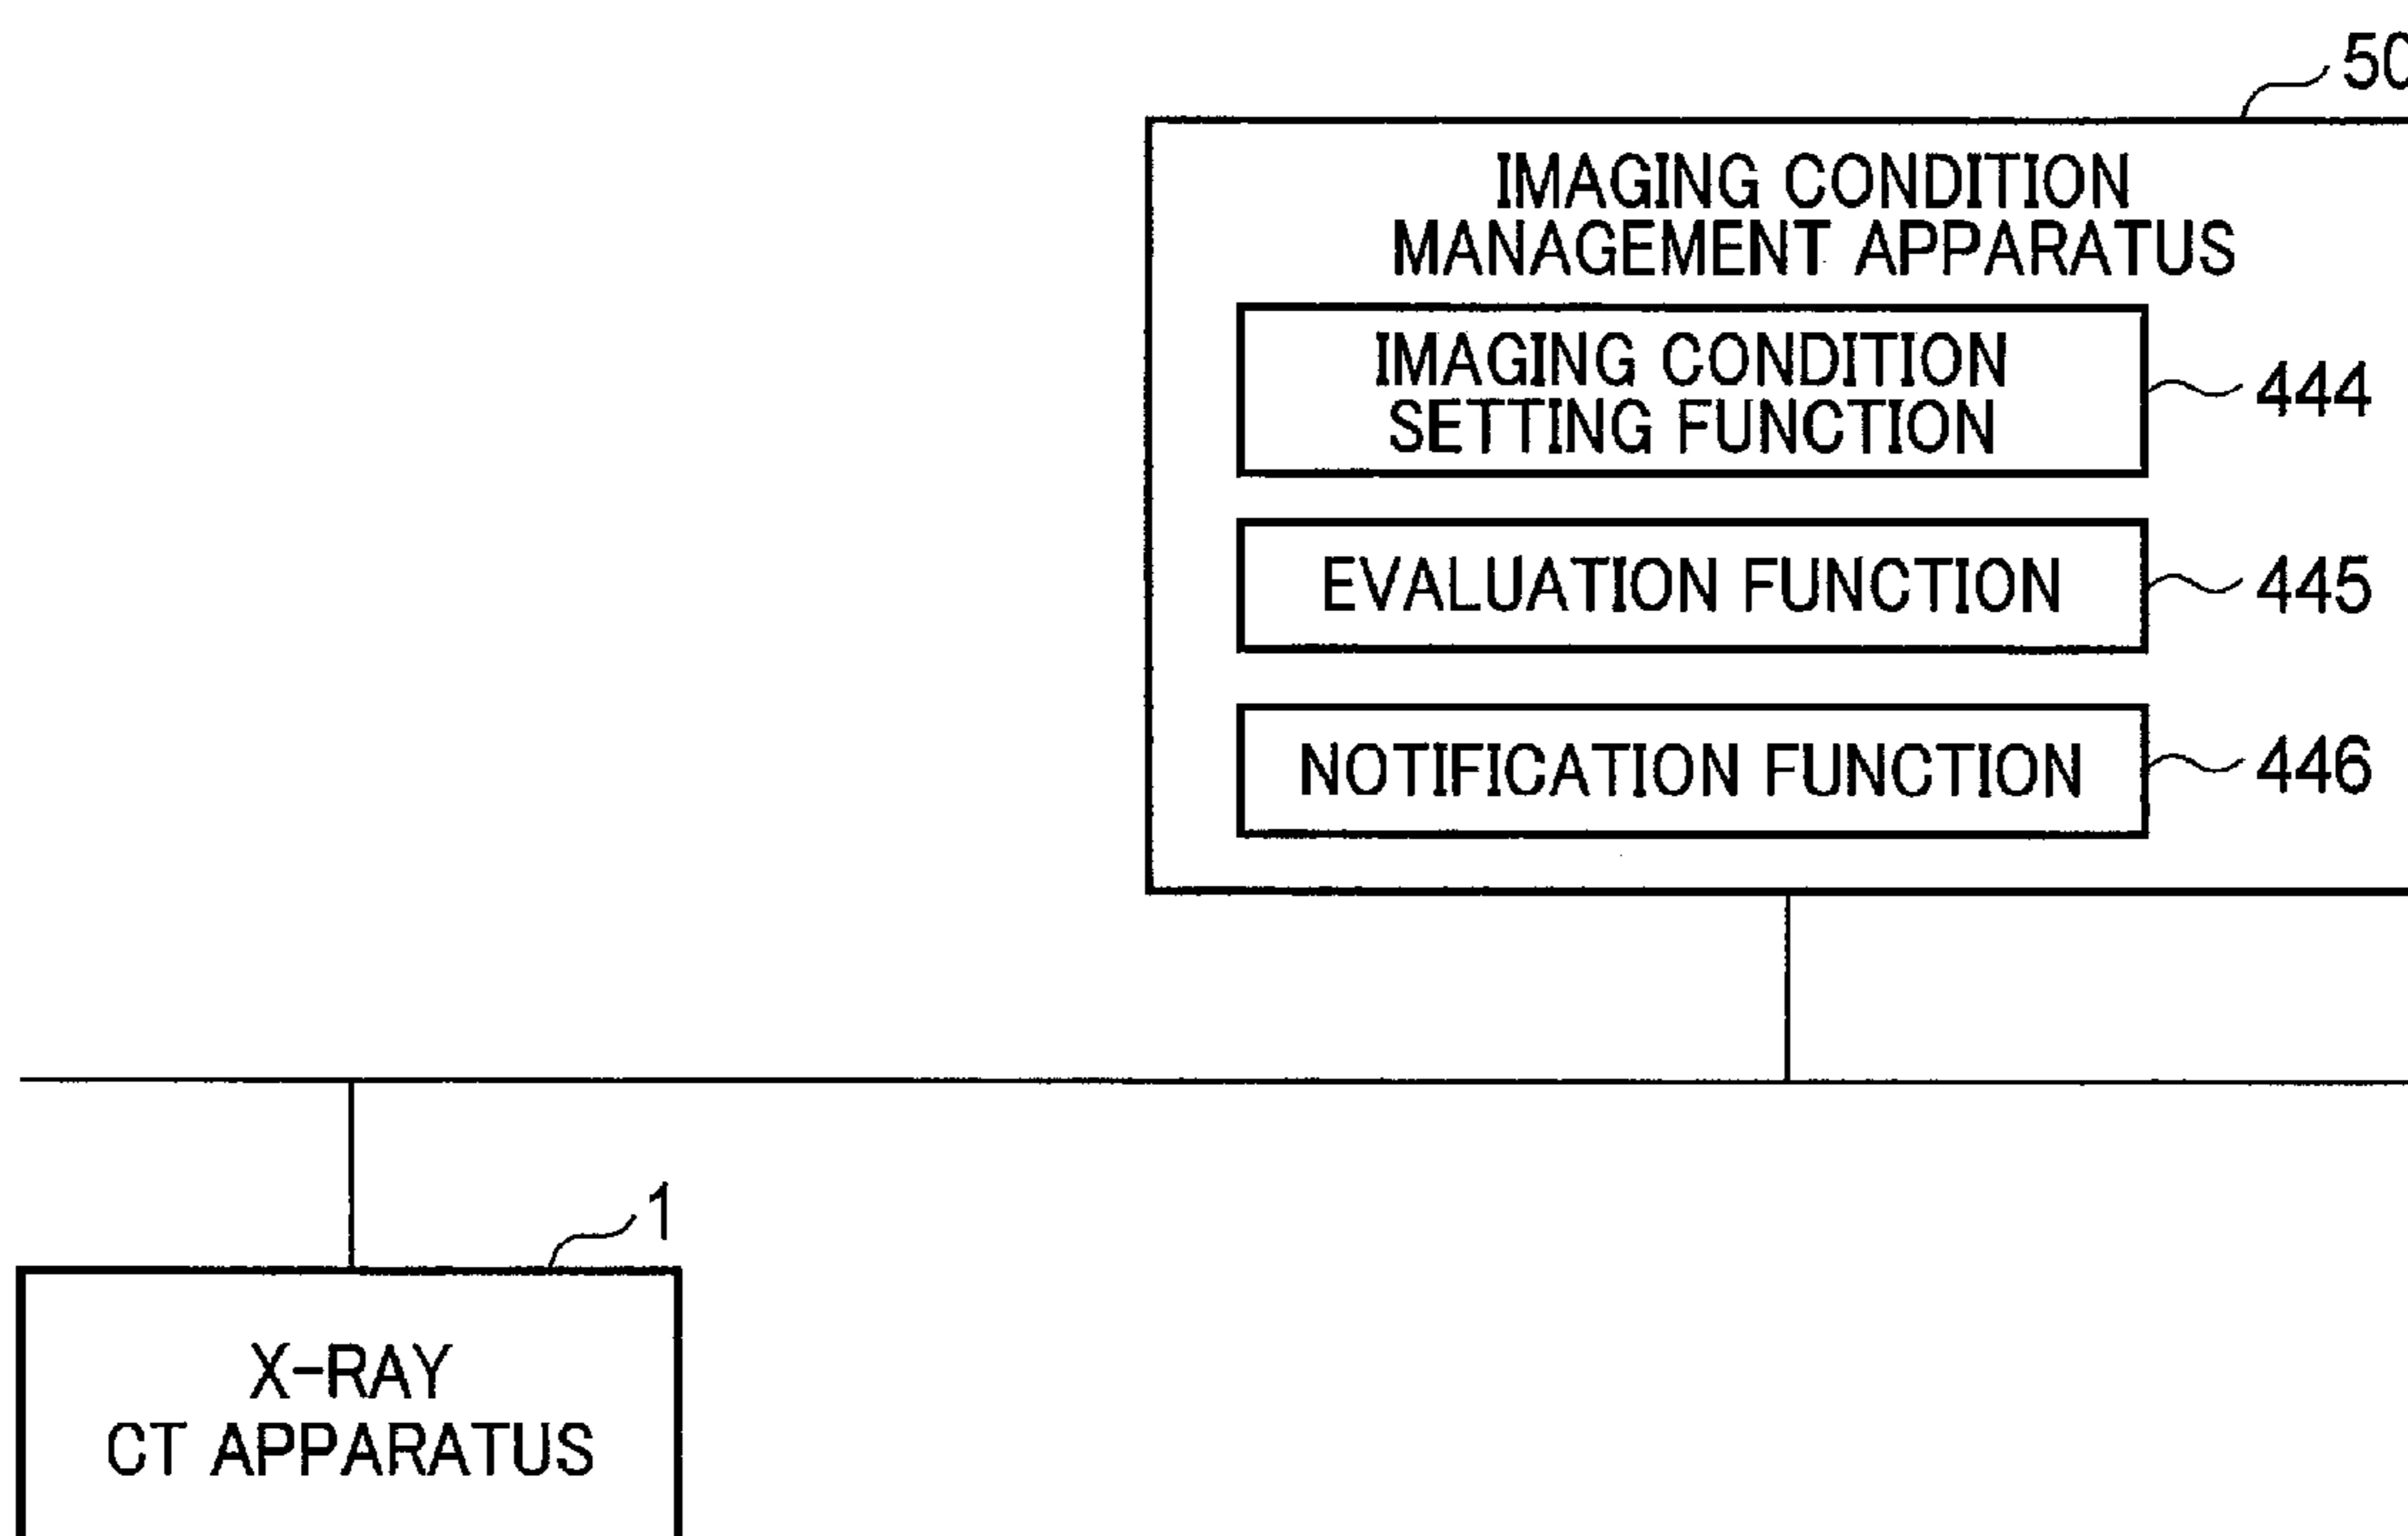 50
IMAGING CONDITION
MANAGEMENT APPARATUS
IMAGING CONDITION
SETTING FUNCTION
444
EVALUATION FUNCTION
445
NOTIFICATION FUNCTION
446
1
X-RAY
CT APPARATUS